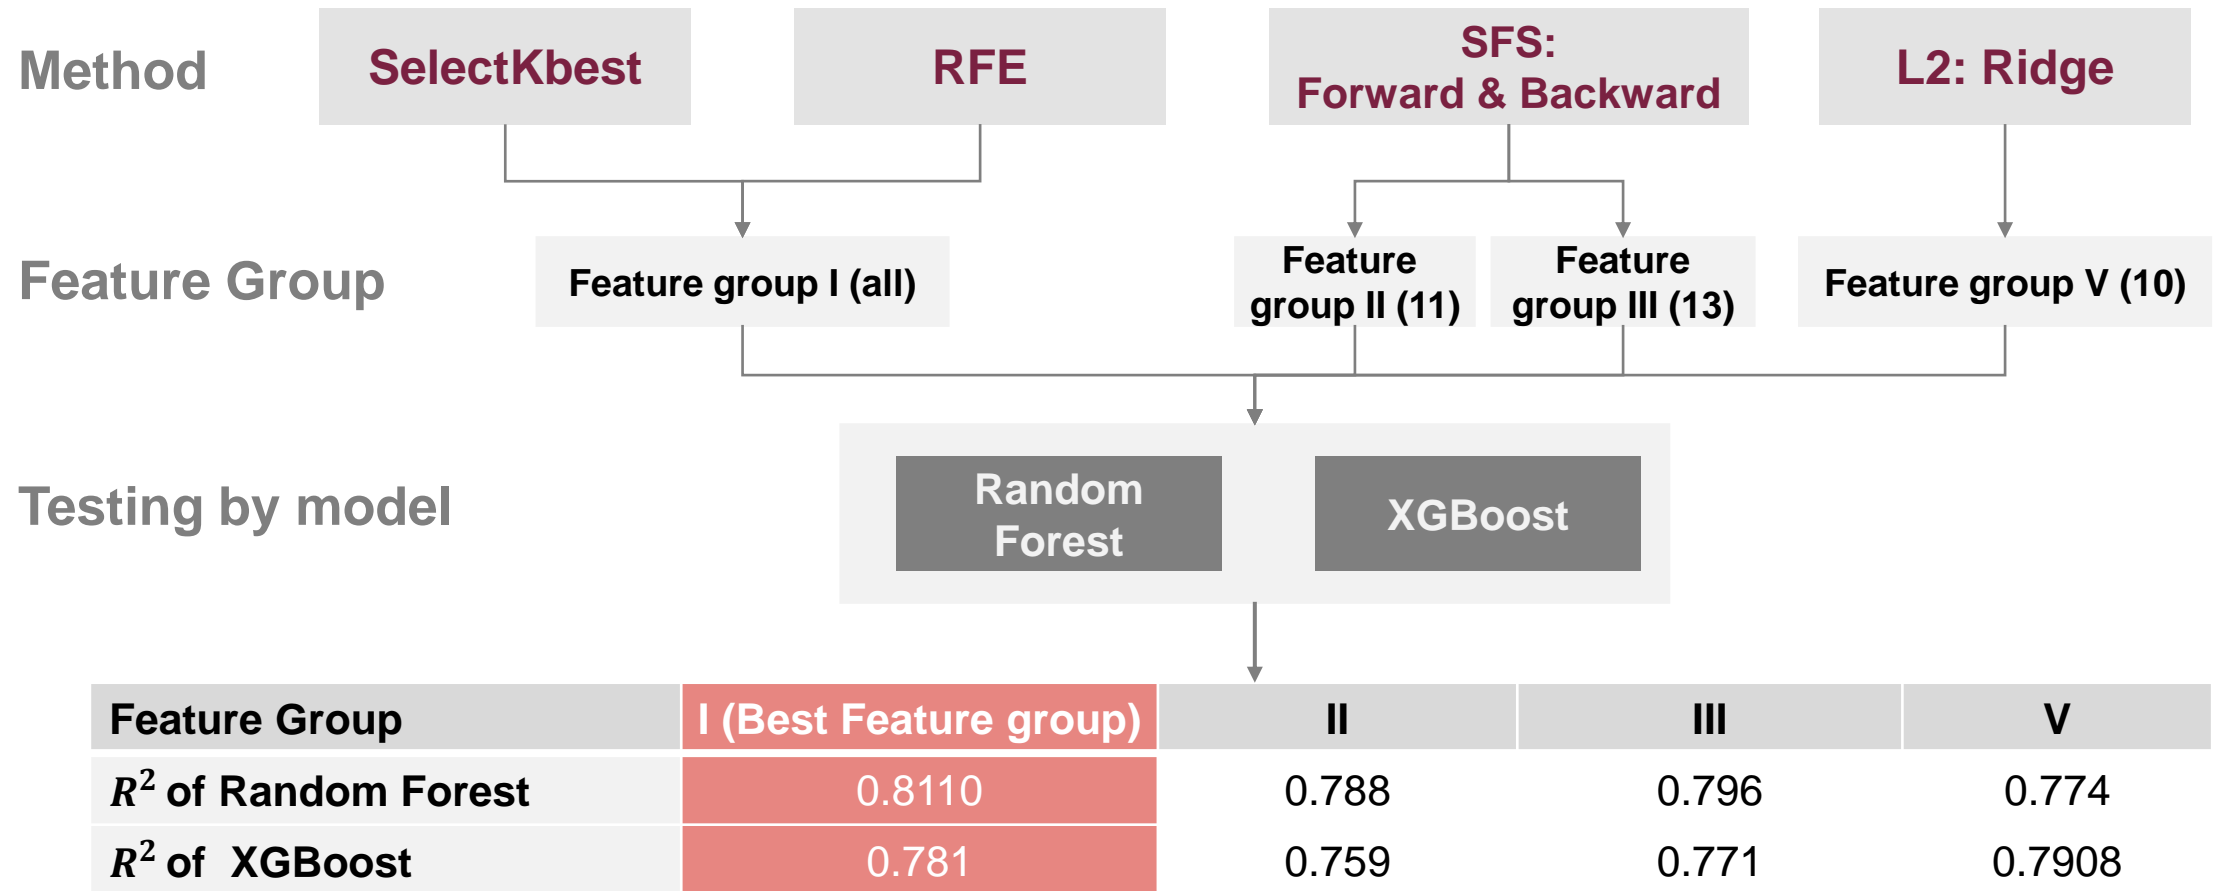 Method
SelectKbest
RFE
SFS:
Forward & Backward
L2: Ridge
Feature Group
Feature group I (all)
Feature
group II (11)
Feature
group III (13)
Feature group V (10)
Testing by model
Random
Forest
XGBoost
Feature Group I (Best Feature group) II III V
R² of Random Forest 0.8110 0.788 0.796 0.774
R² of XGBoost 0.781 0.759 0.771 0.7908